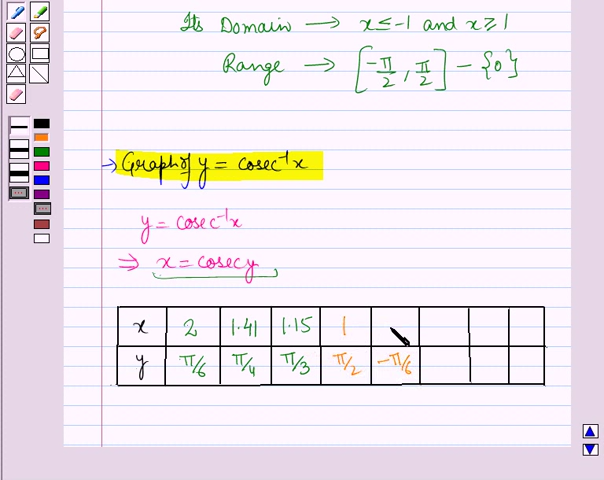 Its Domain → x ≤ -1 and x ≥ 1
Range → [-π/2, π/2] - {0}
→ Graph of y = cosec⁻¹x
y = cosec⁻¹x
⇒ x = cosecy
x 2 1.41 1.15 1
y π/6 π/4 π/3 π/2 -π/6